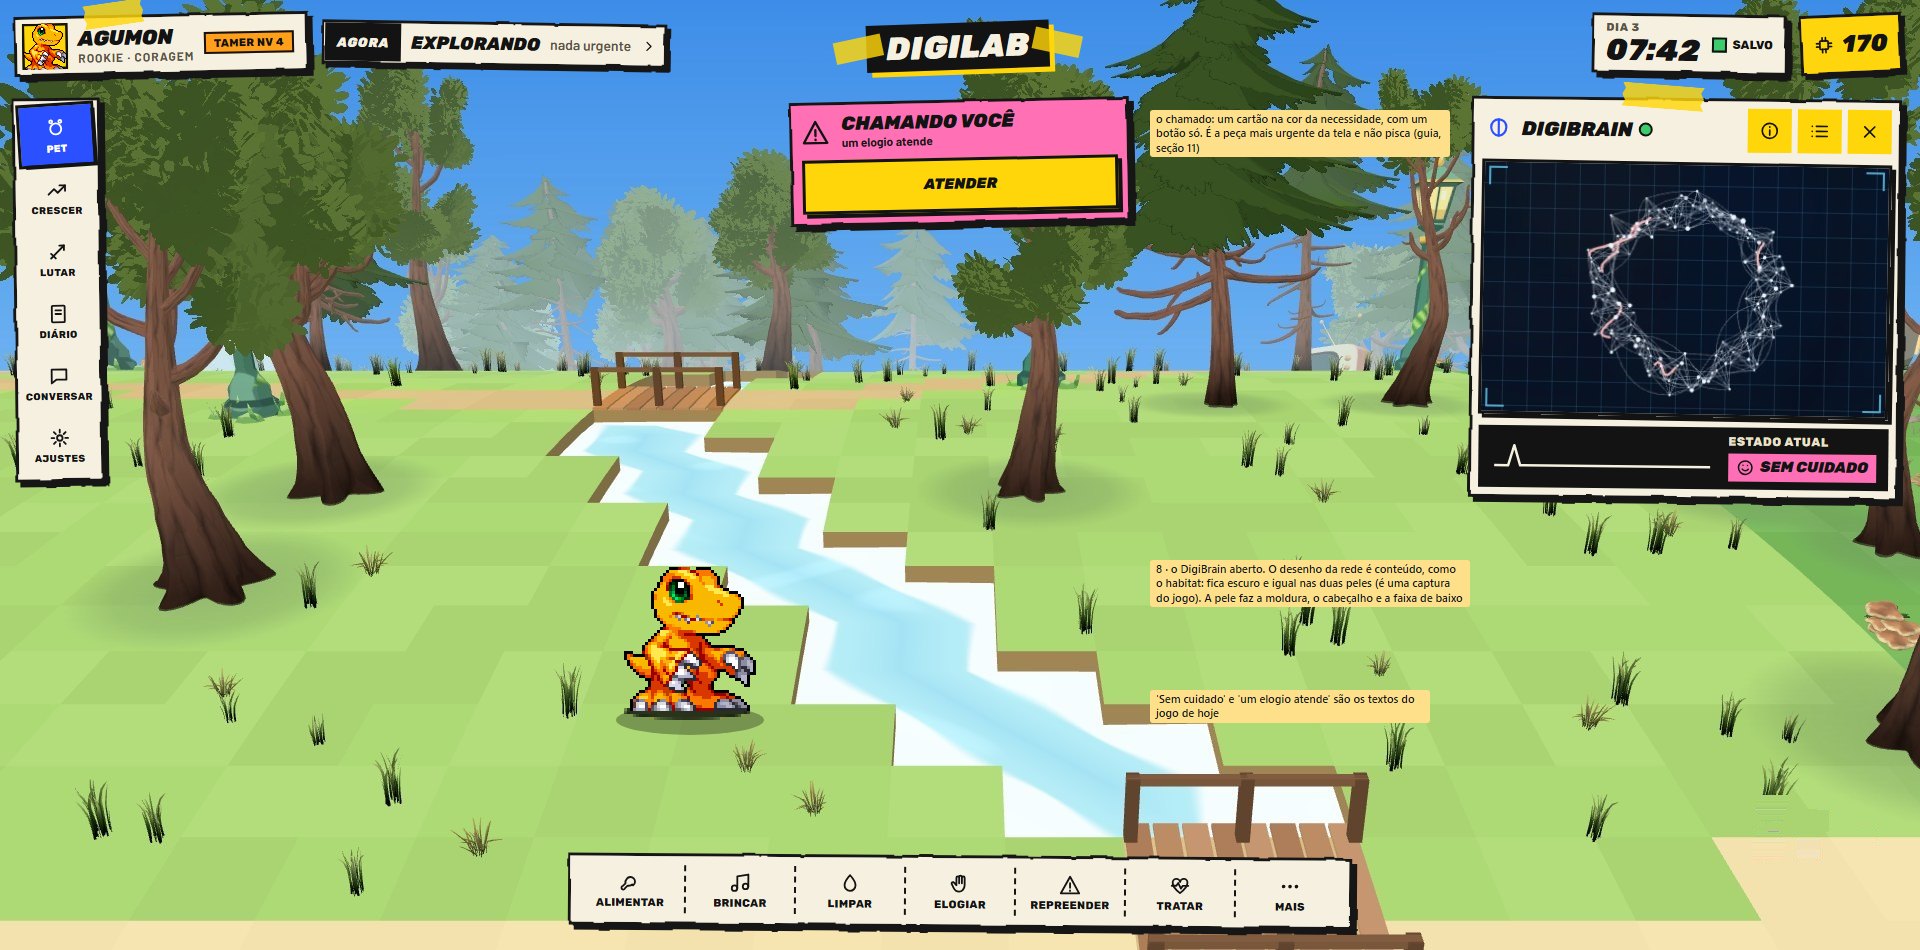 AGUMON
ROOKIE · CORAGEM
TAMER NV 4
AGORA
EXPLORANDO
nada urgente
DIGILAB
DIA 3
07:42
SALVO
170
PET
CRESCER
LUTAR
DIÁRIO
CONVERSAR
AJUSTES
CHAMANDO VOCÊ
um elogio atende
ATENDER
o chamado: um cartão na cor da necessidade, com um
botão só. É a peça mais urgente da tela e não pisca (guia,
seção 11)
DIGIBRAIN
ESTADO ATUAL
SEM CUIDADO
8 · o DigiBrain aberto. O desenho da rede é conteúdo, como
o habitat: fica escuro e igual nas duas peles (é uma captura
do jogo). A pele faz a moldura, o cabeçalho e a faixa de baixo
'Sem cuidado' e 'um elogio atende' são os textos do
jogo de hoje
ALIMENTAR
BRINCAR
LIMPAR
ELOGIAR
REPREENDER
TRATAR
MAIS